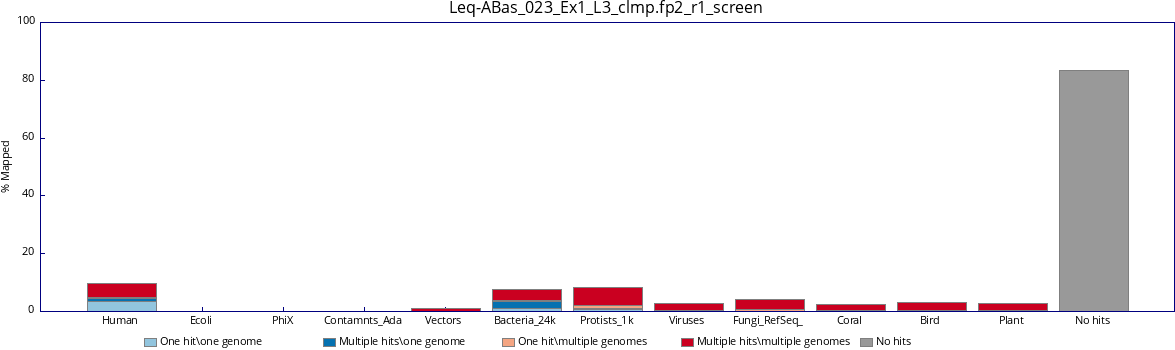 Leq-ABas_023_Ex1_L3_clmp.fp2_r1_screen
100
80
60
40
20
0
% Mapped
Human Ecoli PhiX Contamnts_Ada Vectors Bacteria_24k Protists_1k Viruses Fungi_RefSeq_ Coral Bird Plant No hits
One hit\one genome Multiple hits\one genome One hit\multiple genomes Multiple hits\multiple genomes No hits